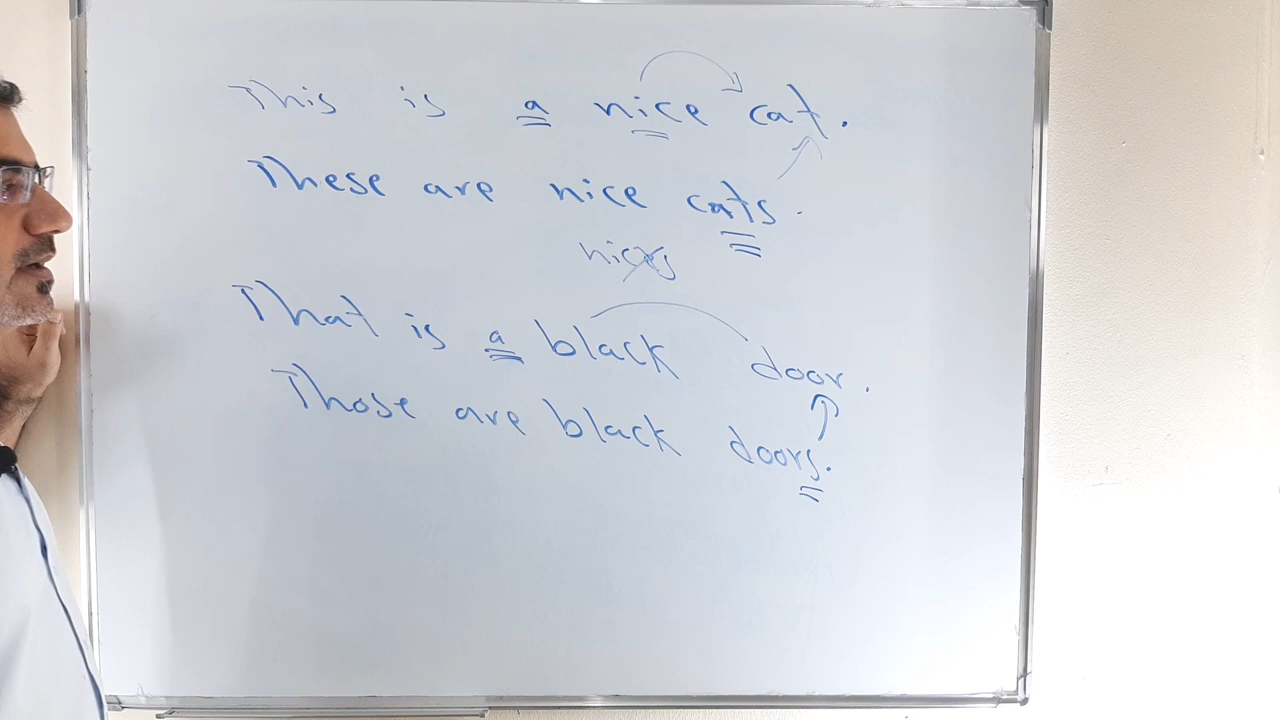 This is a nice cat.
These are nice cats.
nices
That is a black door.
Those are black doors.